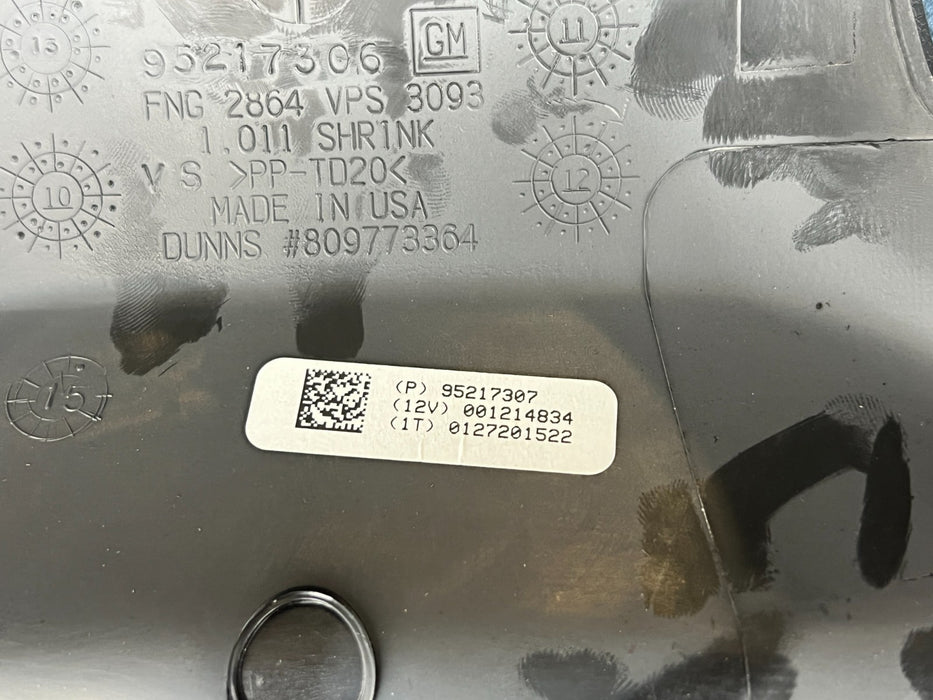 13
11
95217306 GM
FNG 2864 VPS 3093
1.011 SHRINK
VS >PP-TD20<
10
12
MADE IN USA
DUNNS #809773364
15
(P) 95217307
(12V) 001214834
(1T) 0127201522